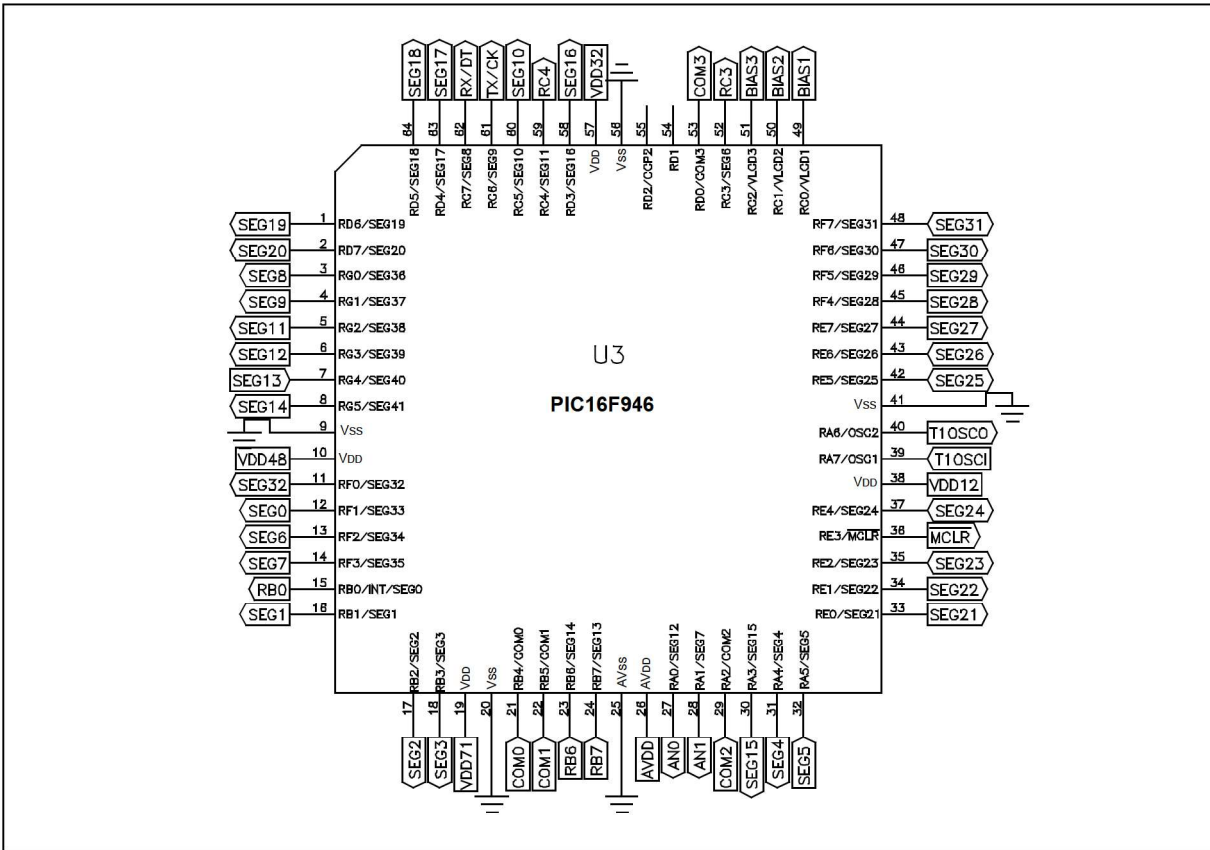 SEG18 SEG17 RX/DT TX/CK SEG10 RC4 SEG16 VDD32 COM3 RC3 BIAS3 BIAS2 BIAS1
64 63 62 61 60 59 58 57 56 55 54 53 52 51 50 49
RD5/SEG18 RD4/SEG17 RC7/SEG8 RC6/SEG9 RC5/SEG10 RC4/SEG11 RD3/SEG16 VDD VSS RD2/CCP2 RD1 RD0/COM3 RC3/SEG6 RC2/VLCD3 RC1/VLCD2 RC0/VLCD1
SEG19 1 RD6/SEG19 RF7/SEG31 48 SEG31
SEG20 2 RD7/SEG20 RF6/SEG30 47 SEG30
SEG8 3 RG0/SEG36 RF5/SEG29 46 SEG29
SEG9 4 RG1/SEG37 RF4/SEG28 45 SEG28
SEG11 5 RG2/SEG38 RE7/SEG27 44 SEG27
SEG12 6 RG3/SEG39 RE6/SEG26 43 SEG26
SEG13 7 RG4/SEG40 RE5/SEG25 42 SEG25
SEG14 8 RG5/SEG41 VSS 41
9 VSS RA6/OSC2 40 T1OSCO
VDD48 10 VDD RA7/OSC1 39 T1OSCI
SEG32 11 RF0/SEG32 VDD 38 VDD12
SEG0 12 RF1/SEG33 RE4/SEG24 37 SEG24
SEG6 13 RF2/SEG34 RE3/MCLR 36 MCLR
SEG7 14 RF3/SEG35 RE2/SEG23 35 SEG23
RB0 15 RB0/INT/SEG0 RE1/SEG22 34 SEG22
SEG1 16 RB1/SEG1 RE0/SEG21 33 SEG21
U3
PIC16F946
RB2/SEG2 RB3/SEG3 VDD VSS RB4/COM0 RB5/COM1 RB6/SEG14 RB7/SEG13 AVSS AVDD RA0/SEG12 RA1/SEG7 RA2/COM2 RA3/SEG15 RA4/SEG4 RA5/SEG5
17 18 19 20 21 22 23 24 25 26 27 28 29 30 31 32
SEG2 SEG3 VDD71 COM0 COM1 RB6 RB7 AVDD AN0 AN1 COM2 SEG15 SEG4 SEG5